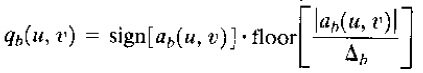 q_b(u, v) = sign[a_b(u, v)] · floor[|a_b(u, v)| / Δ_b]